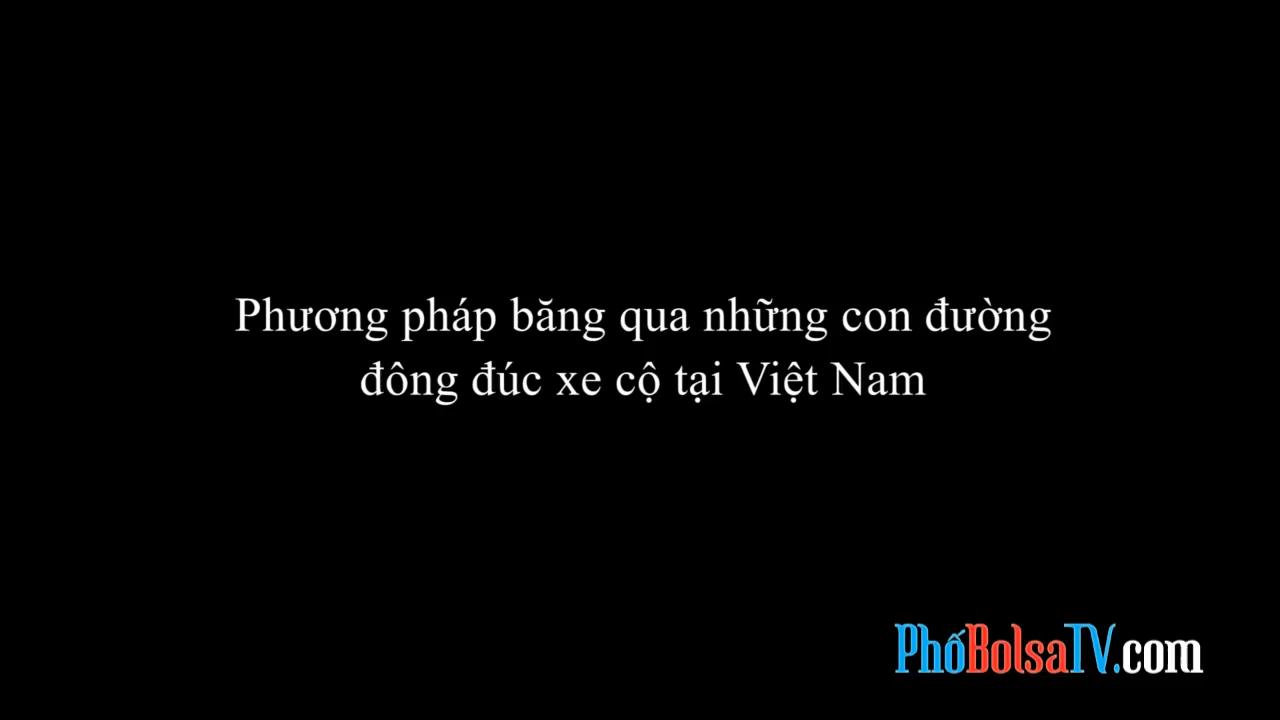 Phương pháp băng qua những con đường
đông đúc xe cộ tại Việt Nam
PhốBolsaTV.com